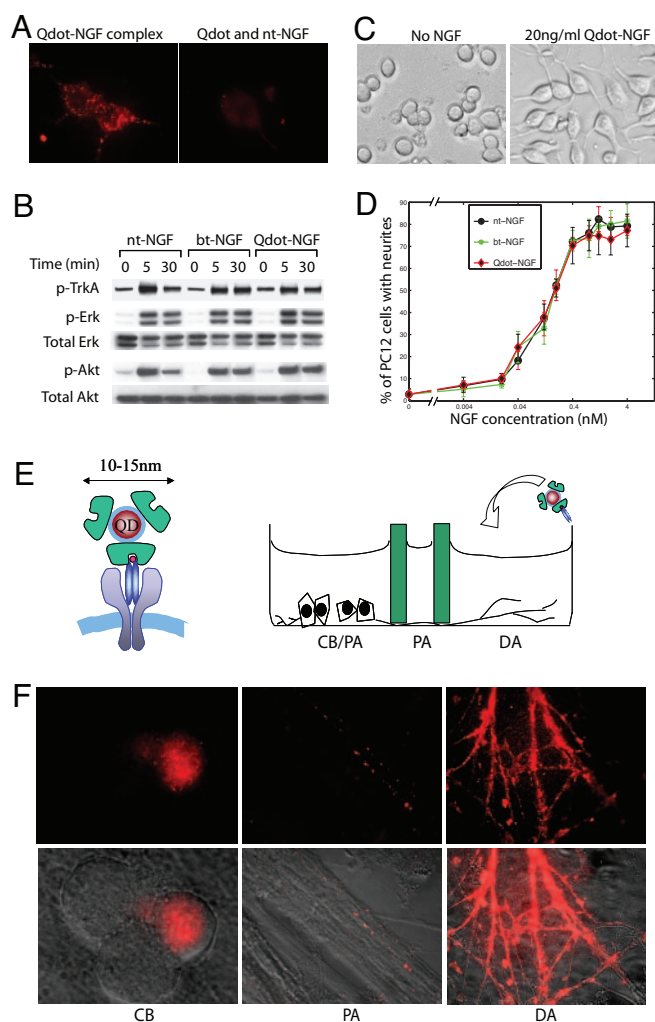 A
Qdot-NGF complex
Qdot and nt-NGF
C
No NGF
20ng/ml Qdot-NGF
B
nt-NGF bt-NGF Qdot-NGF
Time (min) 0 5 30 0 5 30 0 5 30
p-TrkA
p-Erk
Total Erk
p-Akt
Total Akt
D
% of PC12 cells with neurites
90
80
70
60
50
40
30
20
10
0
nt–NGF
bt–NGF
Qdot–NGF
0 0.004 0.04 0.4 4
NGF concentration (nM)
E
10-15nm
QD
CB/PA PA DA
F
CB PA DA